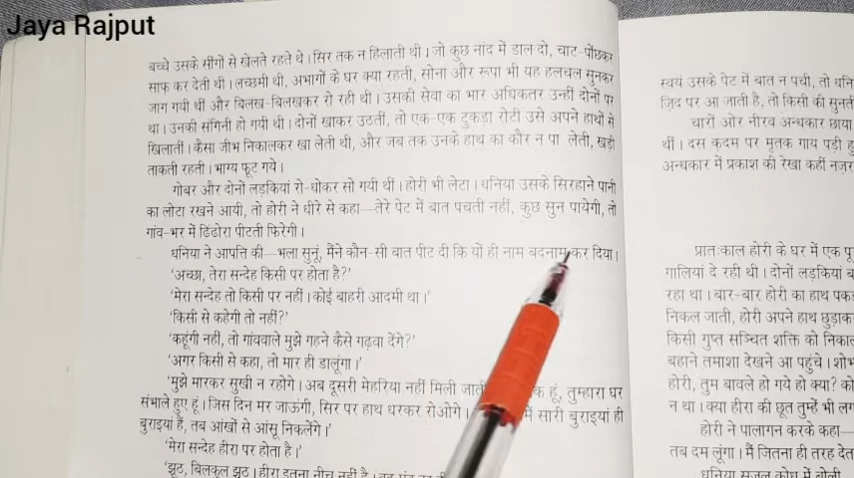 Jaya Rajput
बच्चे उसके सींगों से खेलते रहते थे। सिर तक न हिलाती थी। जो कुछ नांद में डाल दो, चाट-पोंछकर
साफ कर देती थी। लच्छमी थी, अभागों के घर क्या रहती, सोना और रूपा भी यह हलचल सुनकर
जाग गयी थीं और बिलख-बिलखकर रो रही थीं। उसकी सेवा का भार अधिकतर उन्हीं दोनों पर
था। उनकी संगिनी हो गयी थी। दोनों खाकर उठतीं, तो एक-एक टुकड़ा रोटी उसे अपने हाथों से
खिलातीं। कैसा जीभ निकालकर खा लेती थी, और जब तक उनके हाथ का कौर न पा लेती, खड़ी
ताकती रहती। भाग्य फूट गये।
गोबर और दोनों लड़कियां रो-धोकर सो गयी थीं। होरी भी लेटा। धनिया उसके सिरहाने पानी
का लोटा रखने आयी, तो होरी ने धीरे से कहा—तेरे पेट में बात पचती नहीं, कुछ सुन पायेगी, तो
गांव-भर में ढिंढोरा पीटती फिरेगी।
धनिया ने आपत्ति की—भला सुनूं, मैंने कौन-सी बात पीट दी कि यों ही नाम बदनाम कर दिया।
'अच्छा, तेरा सन्देह किसी पर होता है?'
'मेरा सन्देह तो किसी पर नहीं। कोई बाहरी आदमी था।'
'किसी से कहेगी तो नहीं?'
'कहूंगी नहीं, तो गांववाले मुझे गहने कैसे गढ़वा देंगे?'
'अगर किसी से कहा, तो मार ही डालूंगा।'
'मुझे मारकर सुखी न रहोगे। अब दूसरी मेहरिया नहीं मिली जाती हूं, तुम्हारा घर
संभाले हुए हूं। जिस दिन मर जाऊंगी, सिर पर हाथ धरकर रोओगे। में सारी बुराइयां ही
बुराइयां हैं, तब आंखों से आंसू निकलेंगे।'
'मेरा सन्देह हीरा पर होता है।'
'झूठ, बिलकुल झूठ। हीरा इतना नीच नहीं है।
स्वयं उसके पेट में बात न पची, तो धनि
ज़िद पर आ जाती है, तो किसी की सुनत
चारों ओर नीरव अन्धकार छाया
थीं। दस कदम पर मृतक गाय पड़ी हु
अन्धकार में प्रकाश की रेखा कहीं नज़र
प्रातःकाल होरी के घर में एक पू
गालियां दे रही थी। दोनों लड़कियां ब
रहा था। बार-बार होरी का हाथ पक
निकल जाती, होरी अपने हाथ छुड़ाक
किसी गुप्त सञ्चित शक्ति को निकाल
बहाने तमाशा देखने आ पहुंचे। शोभ
होरी, तुम बावले हो गये हो क्या? को
न था। क्या हीरा की छूत तुम्हें भी लग
होरी ने पालागन करके कहा—
तब दम लूंगा। मैं जितना ही तरह देत
धनिया सजल क्रोध में बोली